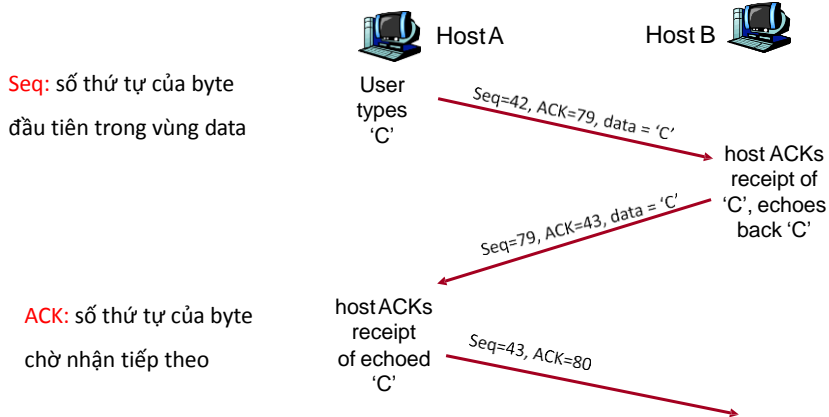 Host A
Host B
Seq: số thứ tự của byte
đầu tiên trong vùng data
User
types
‘C’
Seq=42, ACK=79, data = ‘C’
host ACKs
receipt of
‘C’, echoes
back ‘C’
Seq=79, ACK=43, data = ‘C’
ACK: số thứ tự của byte
chờ nhận tiếp theo
host ACKs
receipt
of echoed
‘C’
Seq=43, ACK=80